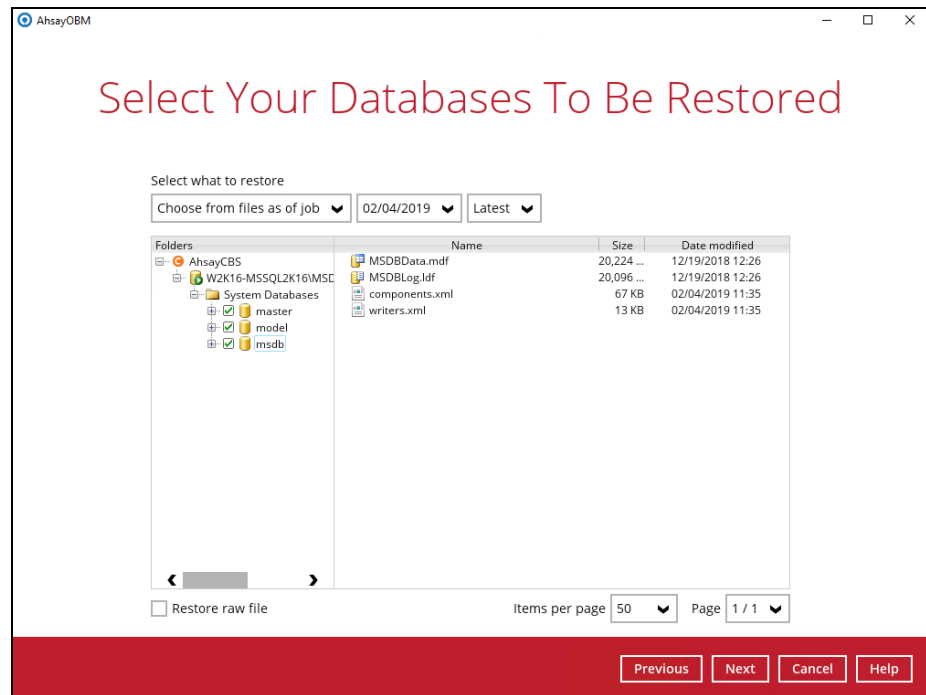 AhsayOBM
Select Your Databases To Be Restored
Select what to restore
Choose from files as of job 02/04/2019 Latest
Folders Name Size Date modified
AhsayCBS
W2K16-MSSQL2K16\MSD
System Databases
master
model
msdb
MSDBData.mdf 20,224 ... 12/19/2018 12:26
MSDBLog.ldf 20,096 ... 12/19/2018 12:26
components.xml 67 KB 02/04/2019 11:35
writers.xml 13 KB 02/04/2019 11:35
Restore raw file Items per page 50 Page 1 / 1
Previous Next Cancel Help